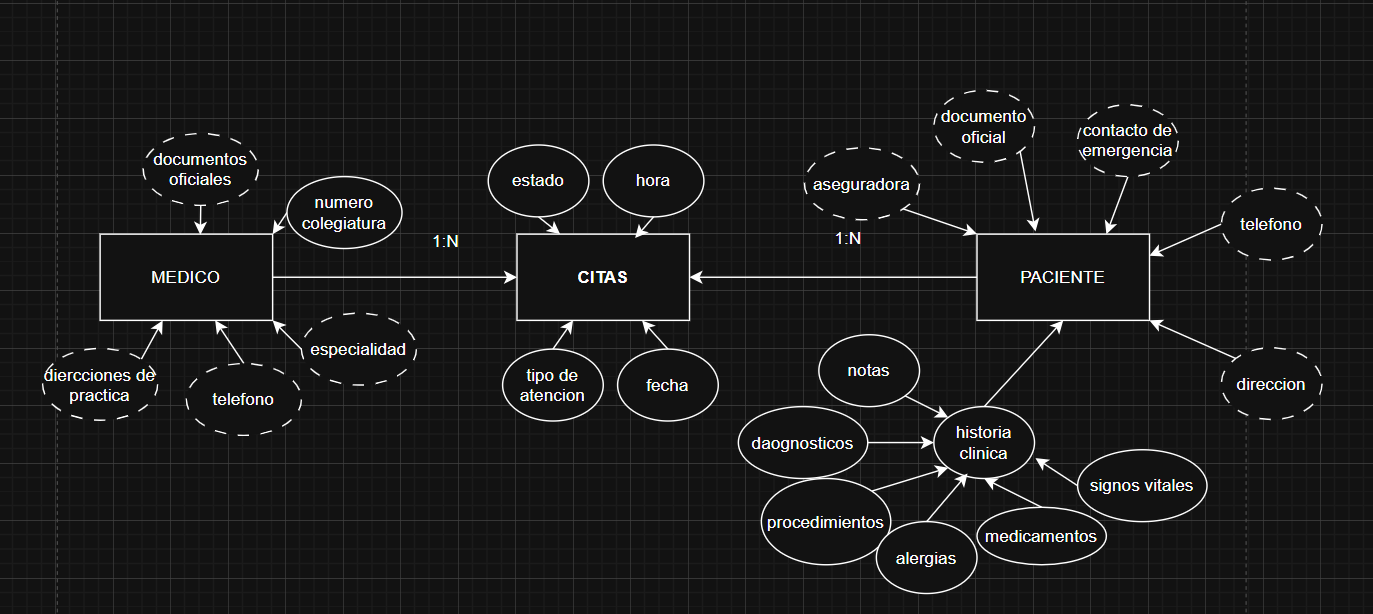 documento
oficial
contacto de
emergencia
documentos
oficiales
estado
hora
aseguradora
numero
colegiatura
telefono
1:N
1:N
MEDICO
CITAS
PACIENTE
especialidad
diercciones de
practica
telefono
tipo de
atencion
fecha
notas
direccion
daognosticos
historia
clinica
signos vitales
procedimientos
alergias
medicamentos